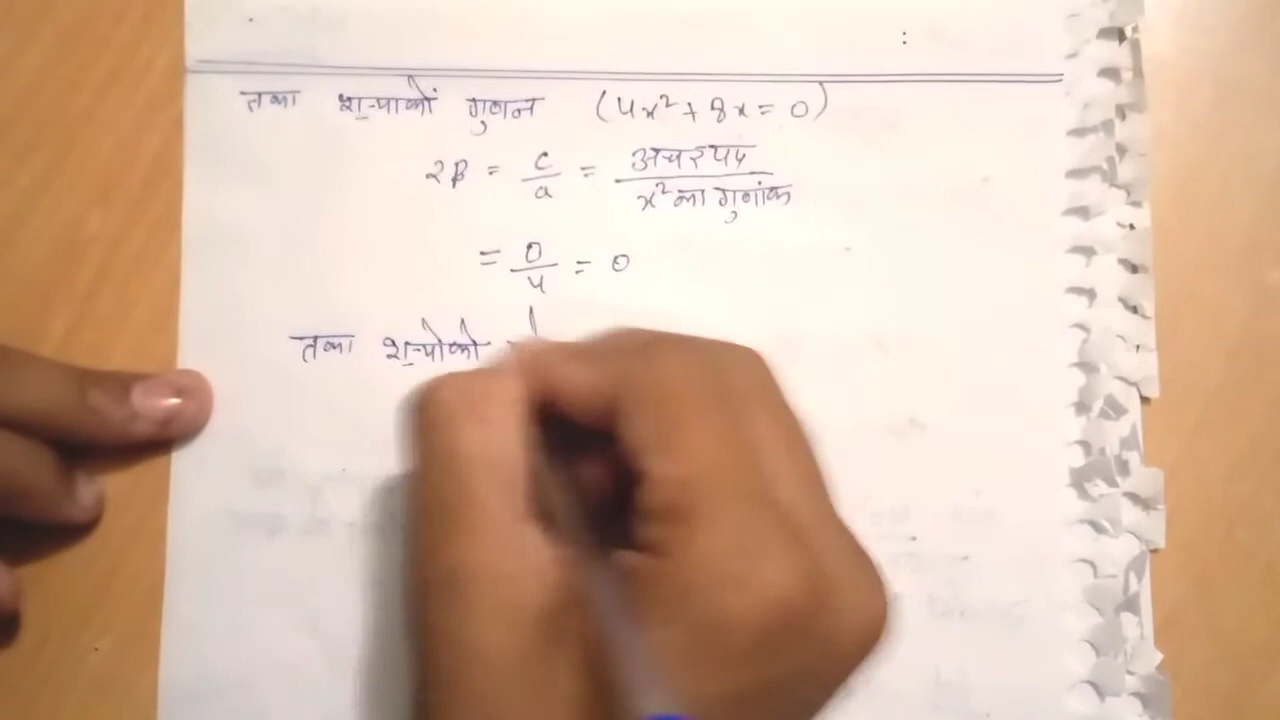 तथा शून्यांकों गुणन (4x² + 8x = 0)
αβ = c/a = अचर पद / x² का गुणांक
= 0/4 = 0
तथा शून्यांको